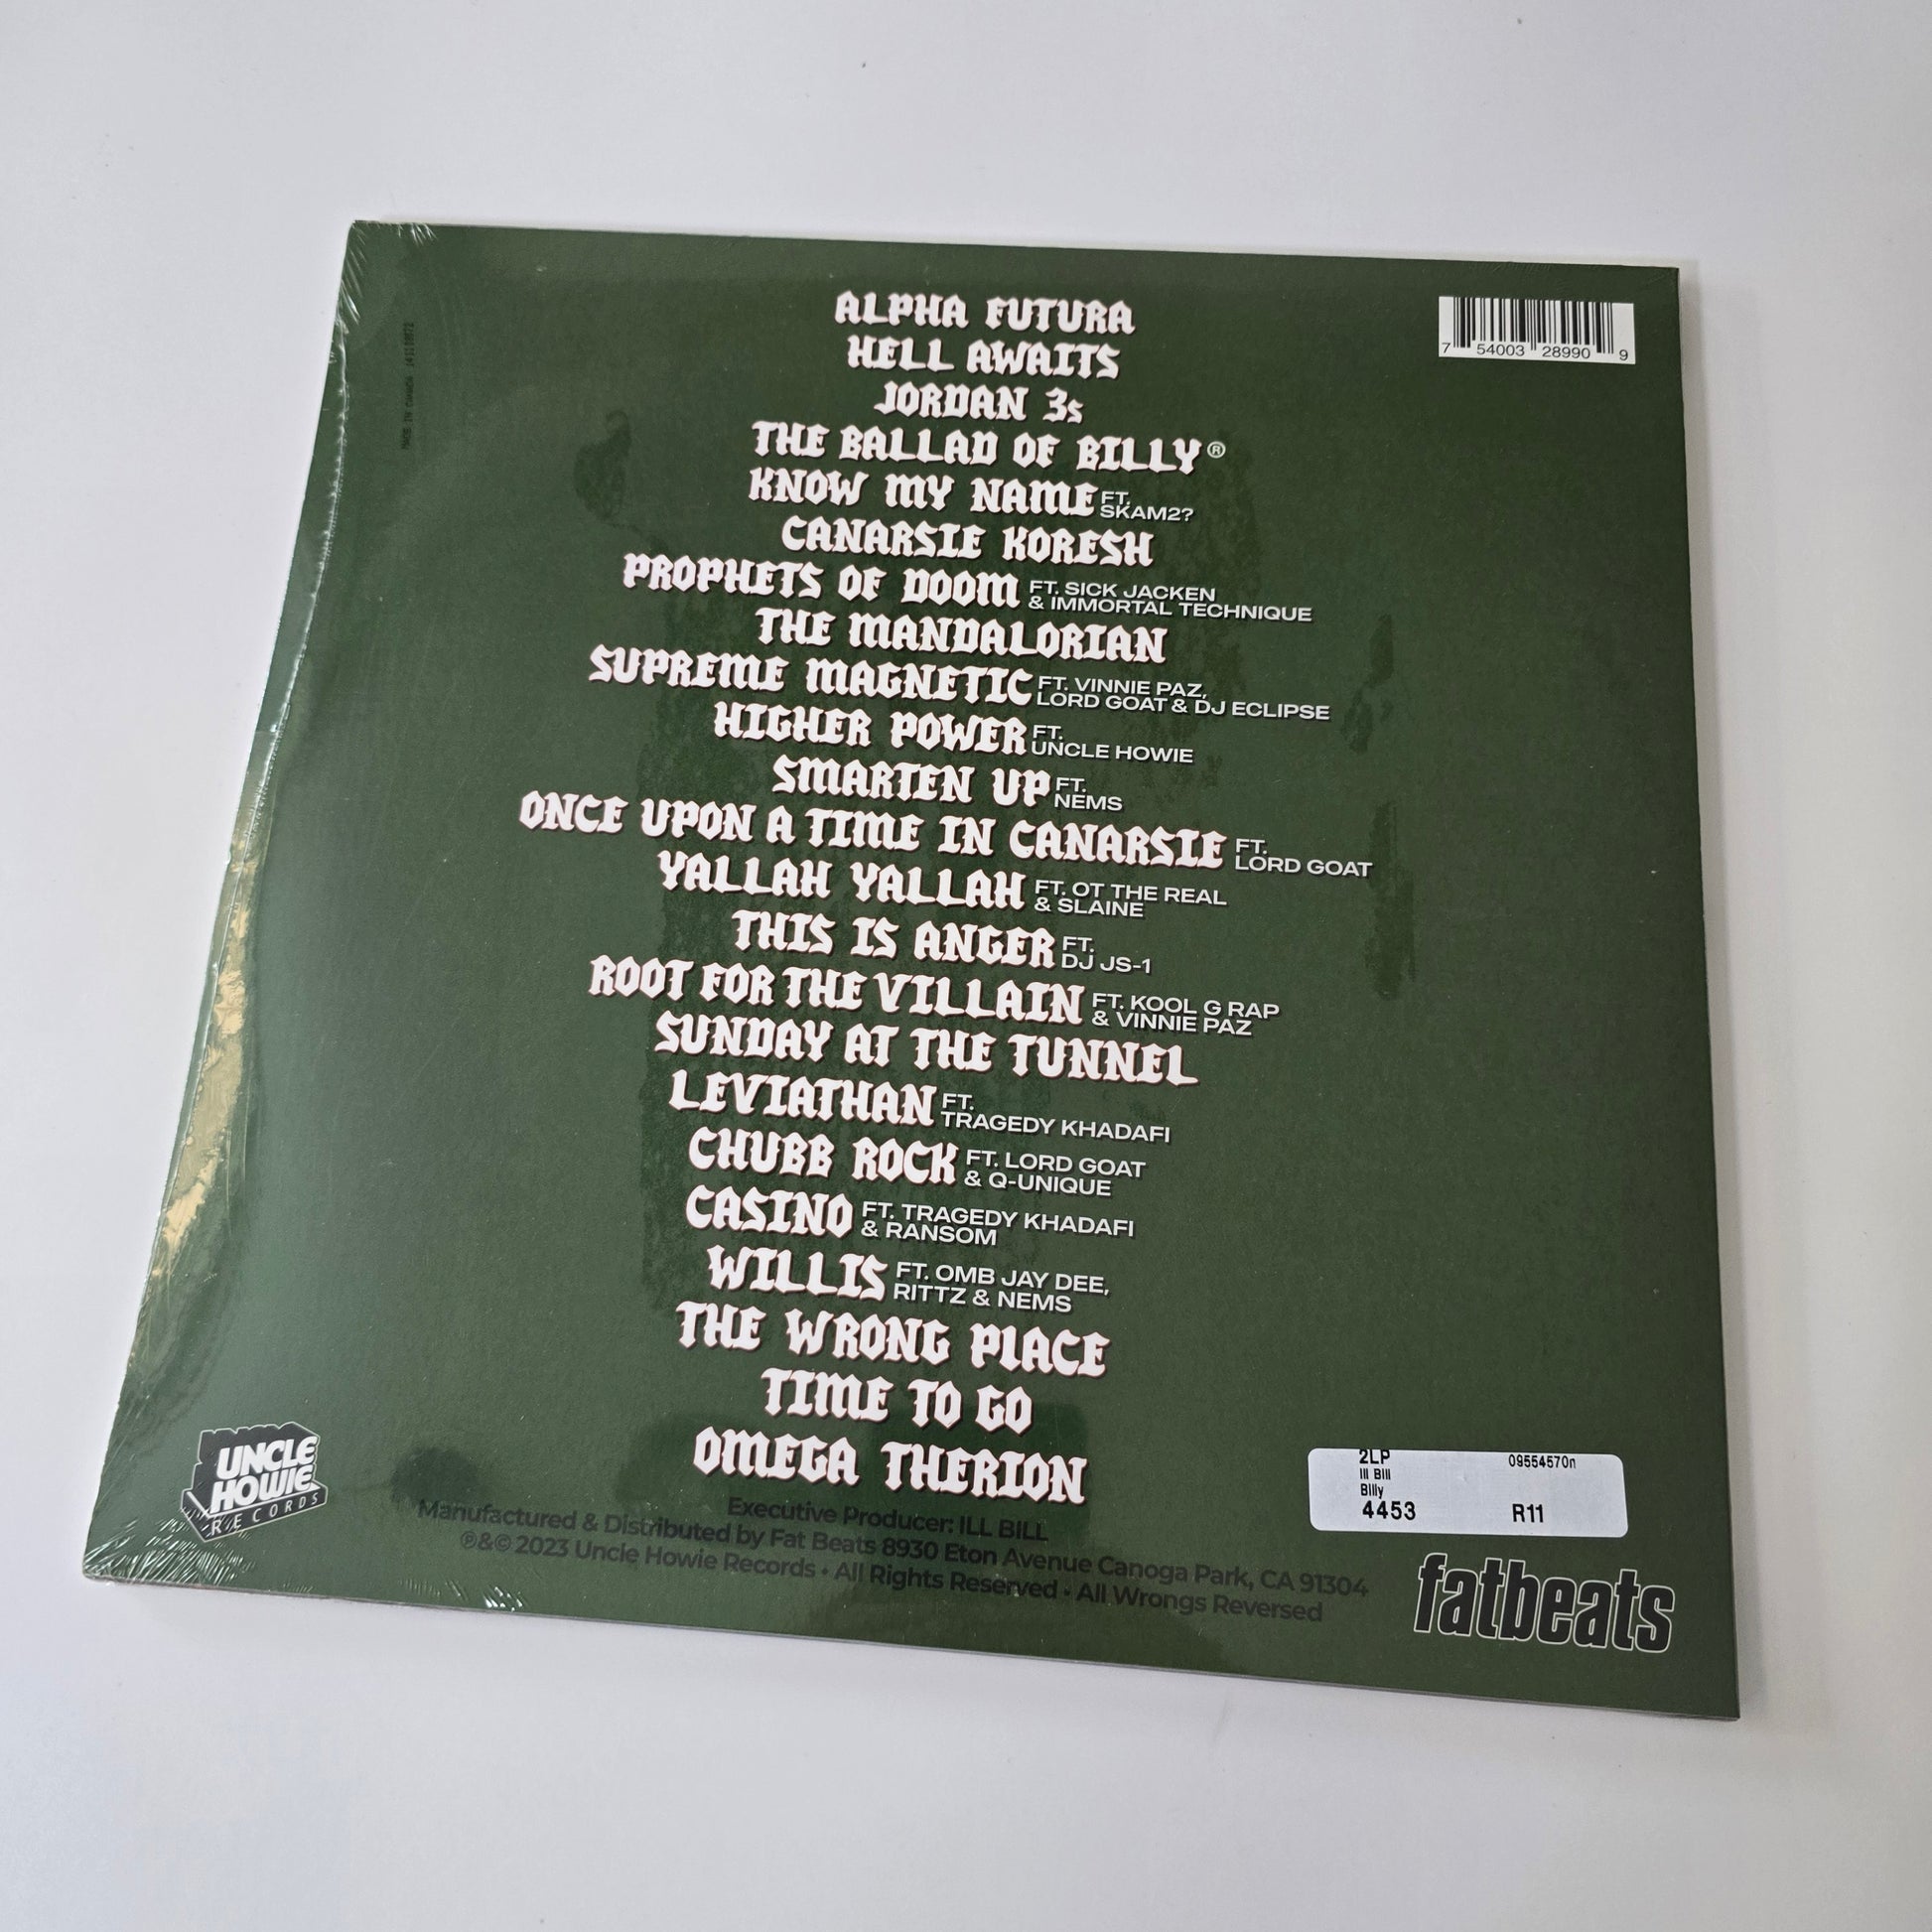 ALPHA FUTURA
HELL AWAITS
JORDAN 3s
THE BALLAD OF BILLY®
KNOW MY NAME FT. SKAM2?
CANARSIE KORESH
PROPHETS OF DOOM FT. SICK JACKEN & IMMORTAL TECHNIQUE
THE MANDALORIAN
SUPREME MAGNETIC FT. VINNIE PAZ, LORD GOAT & DJ ECLIPSE
HIGHER POWER FT. UNCLE HOWIE
SMARTEN UP FT. NEMS
ONCE UPON A TIME IN CANARSIE FT. LORD GOAT
YALLAH YALLAH FT. OT THE REAL & SLAINE
THIS IS ANGER FT. DJ JS-1
ROOT FOR THE VILLAIN FT. KOOL G RAP & VINNIE PAZ
SUNDAY AT THE TUNNEL
LEVIATHAN FT. TRAGEDY KHADAFI
CHUBB ROCK FT. LORD GOAT & Q-UNIQUE
CASINO FT. TRAGEDY KHADAFI & RANSOM
WILLIS FT. OMB JAY DEE, RITTZ & NEMS
THE WRONG PLACE
TIME TO GO
OMEGA THERION
7 54003 28990 9
MADE IN CANADA
UNCLE
HOWIE
RECORDS
Executive Producer: ILL BILL
Manufactured & Distributed by Fat Beats 8930 Eton Avenue Canoga Park, CA 91304
℗&© 2023 Uncle Howie Records • All Rights Reserved • All Wrongs Reversed
2LP 09554570n
Ill Bill
Billy
4453 R11
fatbeats